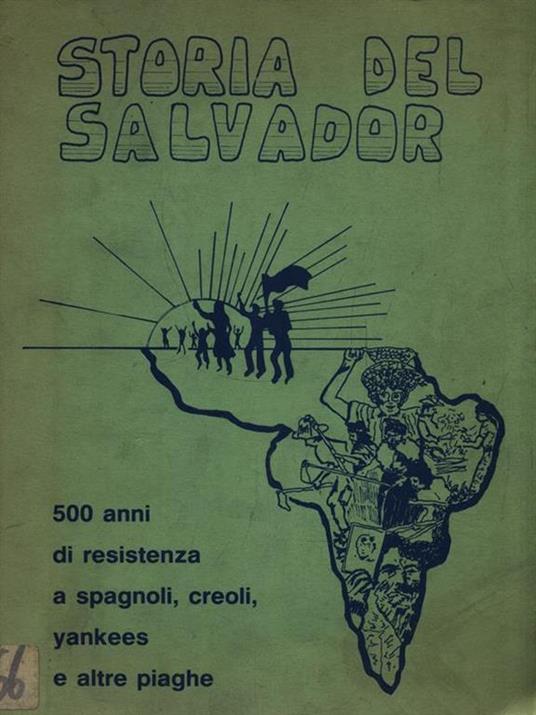 STORIA DEL
SALVADOR
500 anni
di resistenza
a spagnoli, creoli,
yankees
e altre piaghe